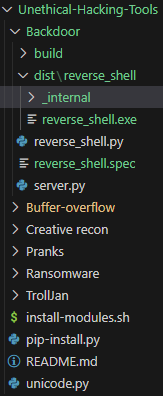 Unethical-Hacking-Tools
Backdoor
build
dist\reverse_shell
_internal
reverse_shell.exe
reverse_shell.py
reverse_shell.spec
server.py
Buffer-overflow
Creative recon
Pranks
Ransomware
TrollJan
install-modules.sh
pip-install.py
README.md
unicode.py